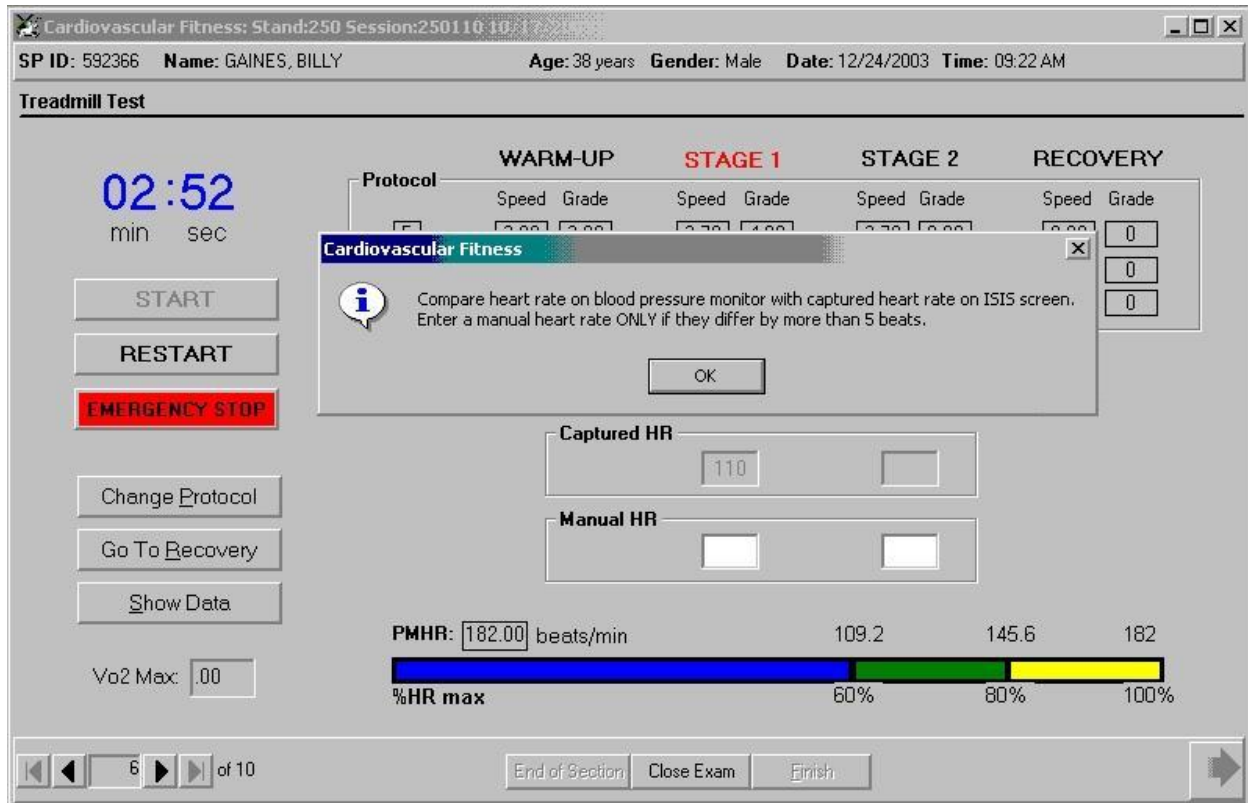 Cardiovascular Fitness: Stand:250 Session:250110
SP ID: 592366 Name: GAINES, BILLY Age: 38 years Gender: Male Date: 12/24/2003 Time: 09:22 AM
Treadmill Test
WARM-UP STAGE 1 STAGE 2 RECOVERY
02:52
min sec
Protocol
Speed Grade Speed Grade Speed Grade Speed Grade
0
0
0
Cardiovascular Fitness
Compare heart rate on blood pressure monitor with captured heart rate on ISIS screen.
Enter a manual heart rate ONLY if they differ by more than 5 beats.
OK
START
RESTART
EMERGENCY STOP
Captured HR
110
Manual HR
Change Protocol
Go To Recovery
Show Data
Vo2 Max: .00
PMHR: 182.00 beats/min 109.2 145.6 182
%HR max 60% 80% 100%
6 of 10
End of Section Close Exam Finish